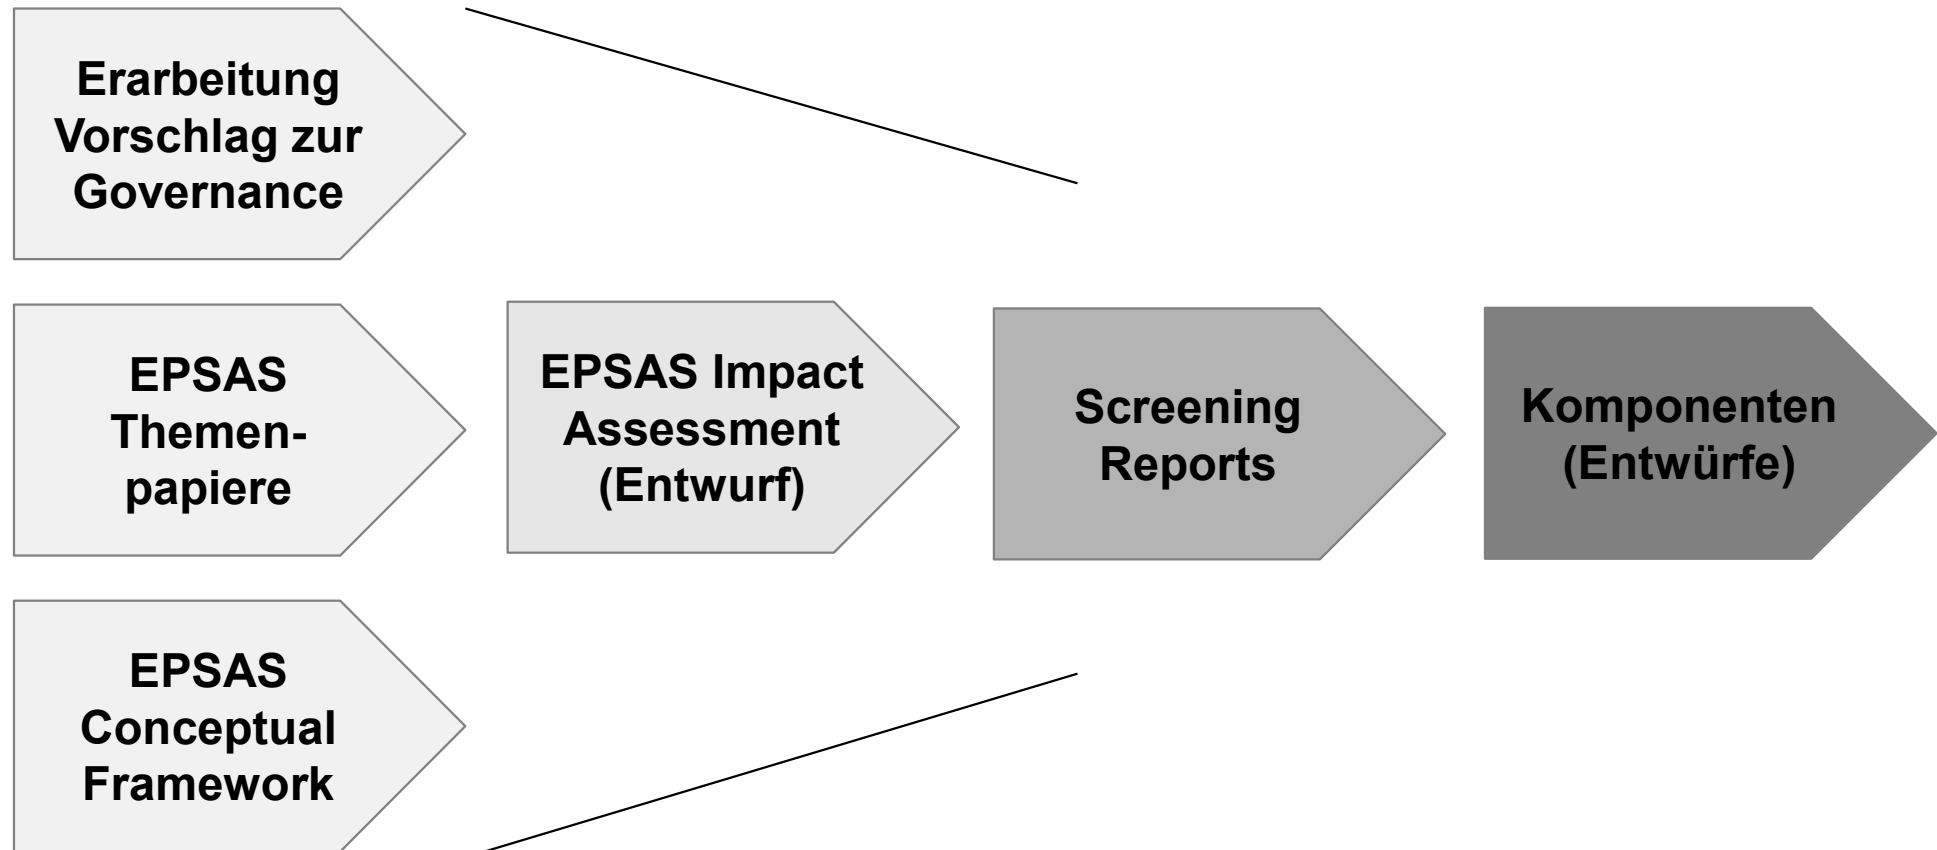 Erarbeitung
Vorschlag zur
Governance
EPSAS
Themen-
papiere
EPSAS
Conceptual
Framework
EPSAS Impact
Assessment
(Entwurf)
Screening
Reports
Komponenten
(Entwürfe)